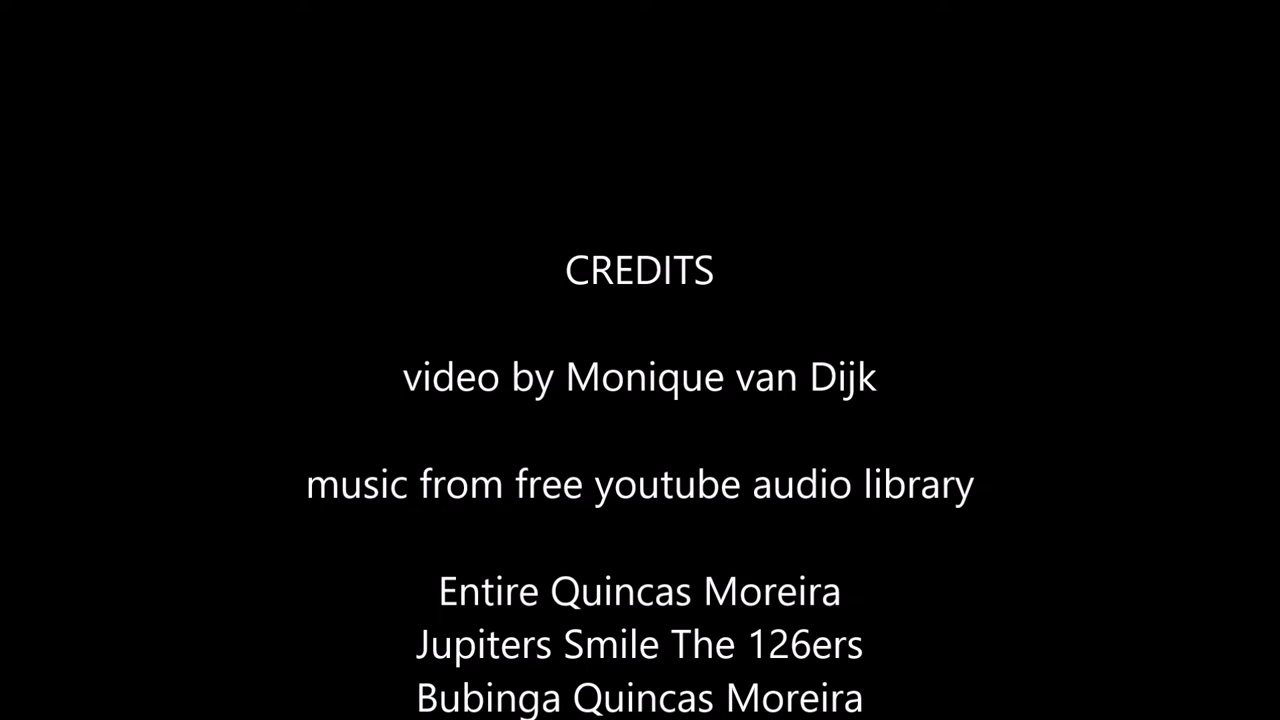 CREDITS
video by Monique van Dijk
music from free youtube audio library
Entire Quincas Moreira
Jupiters Smile The 126ers
Bubinga Quincas Moreira